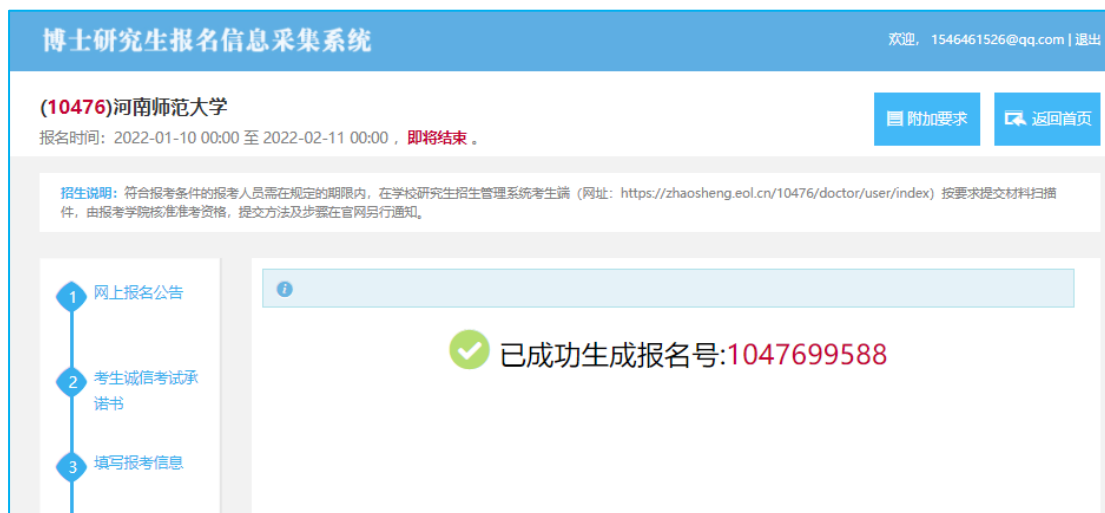 博士研究生报名信息采集系统
欢迎, 1546461526@qq.com | 退出
(10476)河南师范大学
报名时间：2022-01-10 00:00 至 2022-02-11 00:00 ，即将结束 。
附加要求
返回首页
招生说明：符合报考条件的报考人员需在规定的期限内，在学校研究生招生管理系统考生端（网址：https://zhaosheng.eol.cn/10476/doctor/user/index）按要求提交材料扫描
件，由报考学院核准准考资格，提交方法及步骤在官网另行通知。
1 网上报名公告
2 考生诚信考试承
诺书
3 填写报考信息
已成功生成报名号:1047699588